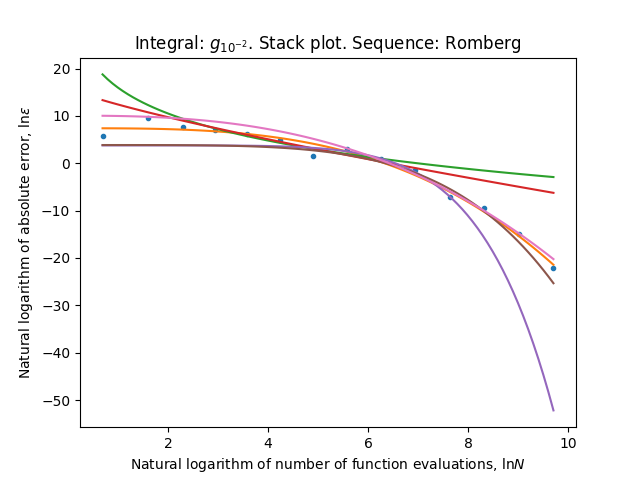 Integral: g₁₀⁻². Stack plot. Sequence: Romberg
Natural logarithm of absolute error, lnε
20
10
0
−10
−20
−30
−40
−50
2 4 6 8 10
Natural logarithm of number of function evaluations, lnN